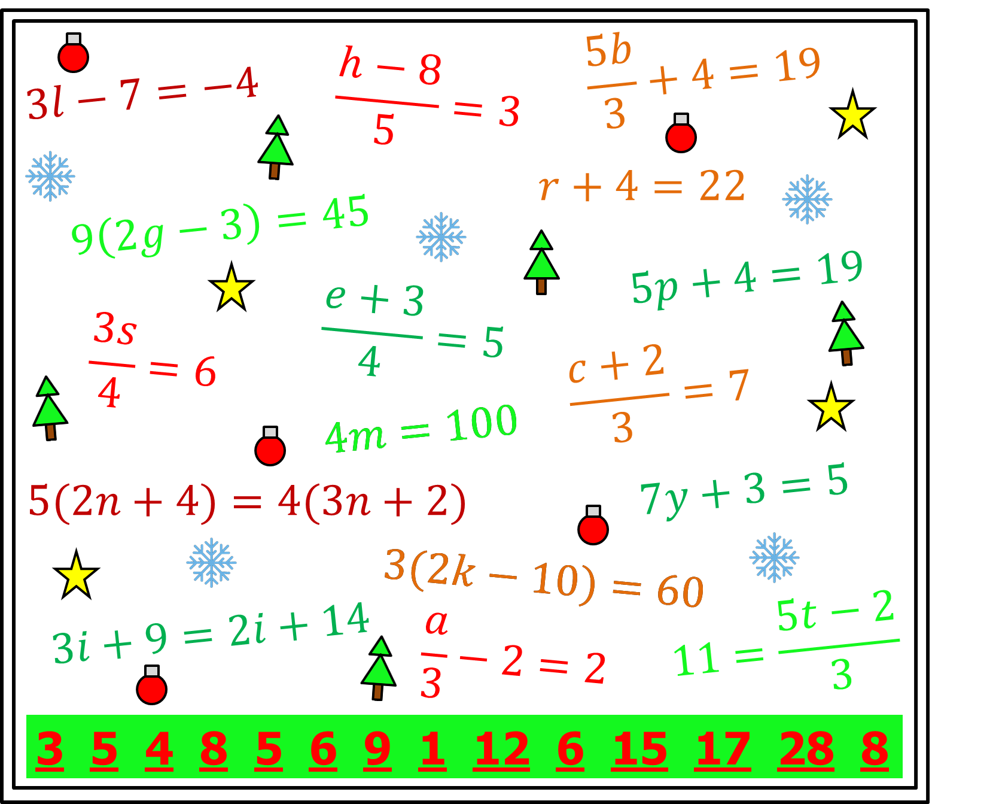 3l − 7 = −4
(h − 8)/5 = 3
5b/3 + 4 = 19
r + 4 = 22
9(2g − 3) = 45
5p + 4 = 19
(e + 3)/4 = 5
3s/4 = 6
(c + 2)/3 = 7
4m = 100
5(2n + 4) = 4(3n + 2)
7y + 3 = 5
3(2k − 10) = 60
3i + 9 = 2i + 14
a/3 − 2 = 2
11 = (5t − 2)/3
3 5 4 8 5 6 9 1 12 6 15 17 28 8